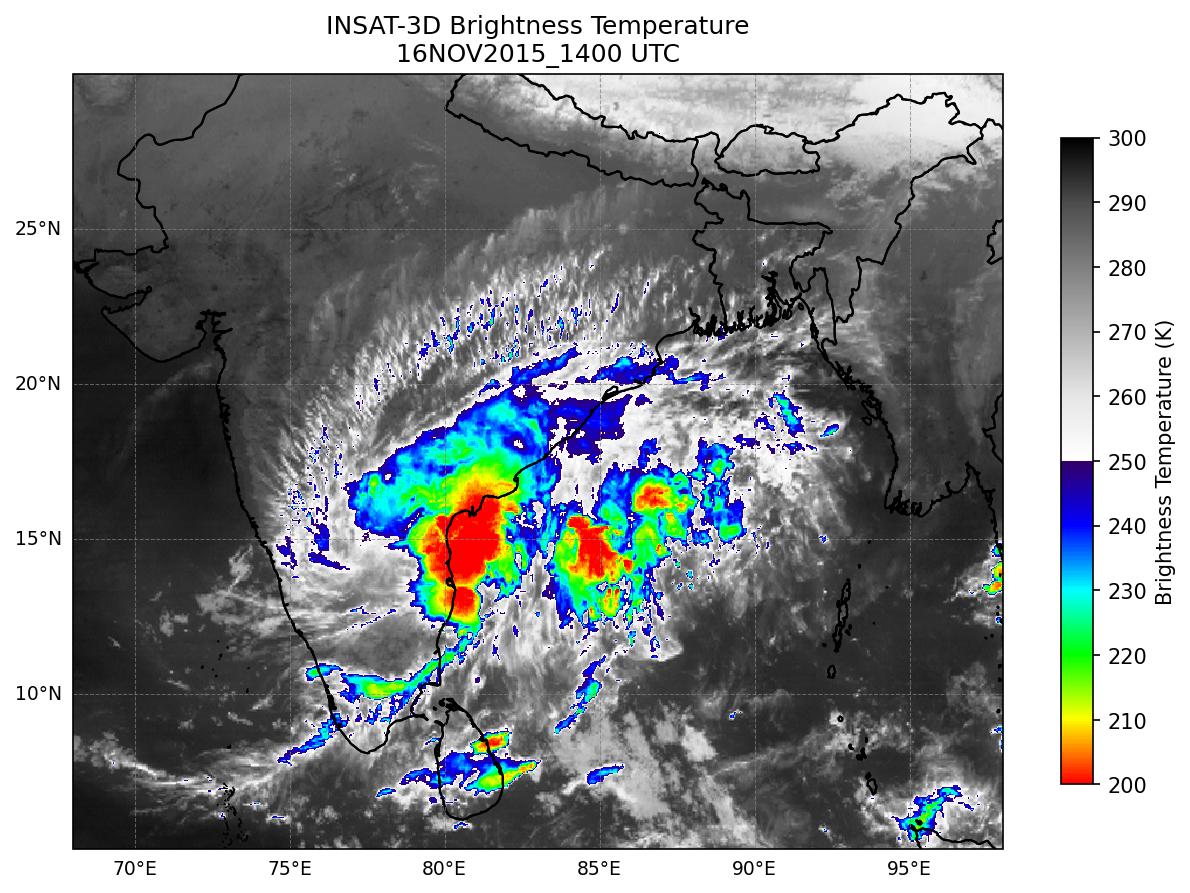 INSAT-3D Brightness Temperature
16NOV2015_1400 UTC
25°N
20°N
15°N
10°N
70°E
75°E
80°E
85°E
90°E
95°E
300
290
280
270
260
250
240
230
220
210
200
Brightness Temperature (K)